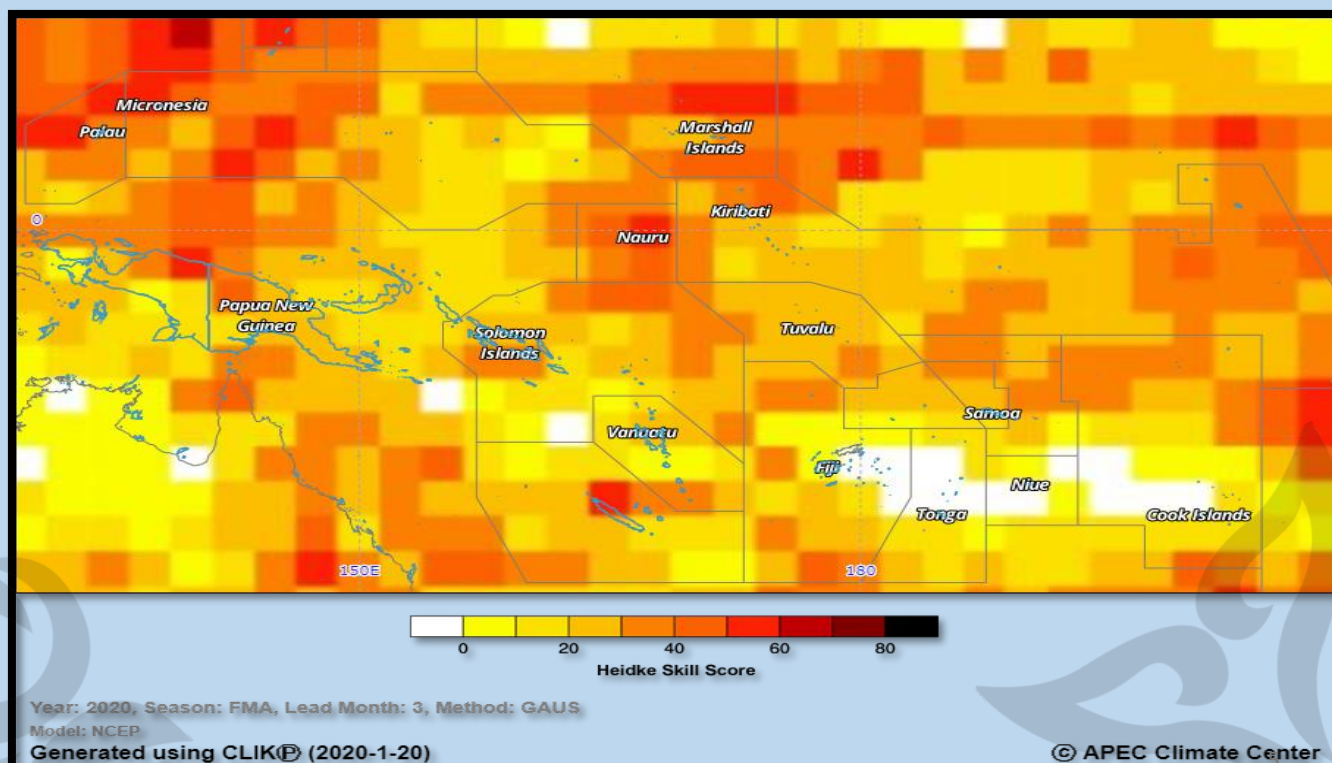 Micronesia
Palau
Marshall
Islands
Kiribati
0
Nauru
Papua New
Guinea
Solomon
Islands
Tuvalu
Samoa
Vanuatu
Fiji
Niue
Tonga
Cook Islands
150E
180
0
20
40
60
80
Heidke Skill Score
Year: 2020, Season: FMA, Lead Month: 3, Method: GAUS
Model: NCEP
Generated using CLIKⓅ (2020-1-20)
© APEC Climate Center